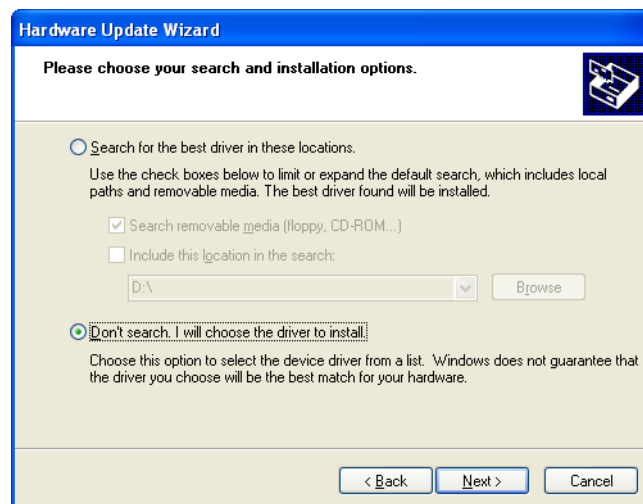 Hardware Update Wizard
Please choose your search and installation options.
Search for the best driver in these locations.
Use the check boxes below to limit or expand the default search, which includes local
paths and removable media. The best driver found will be installed.
Search removable media (floppy, CD-ROM...)
Include this location in the search:
D:\
Browse
Don't search. I will choose the driver to install.
Choose this option to select the device driver from a list. Windows does not guarantee that
the driver you choose will be the best match for your hardware.
< Back Next > Cancel